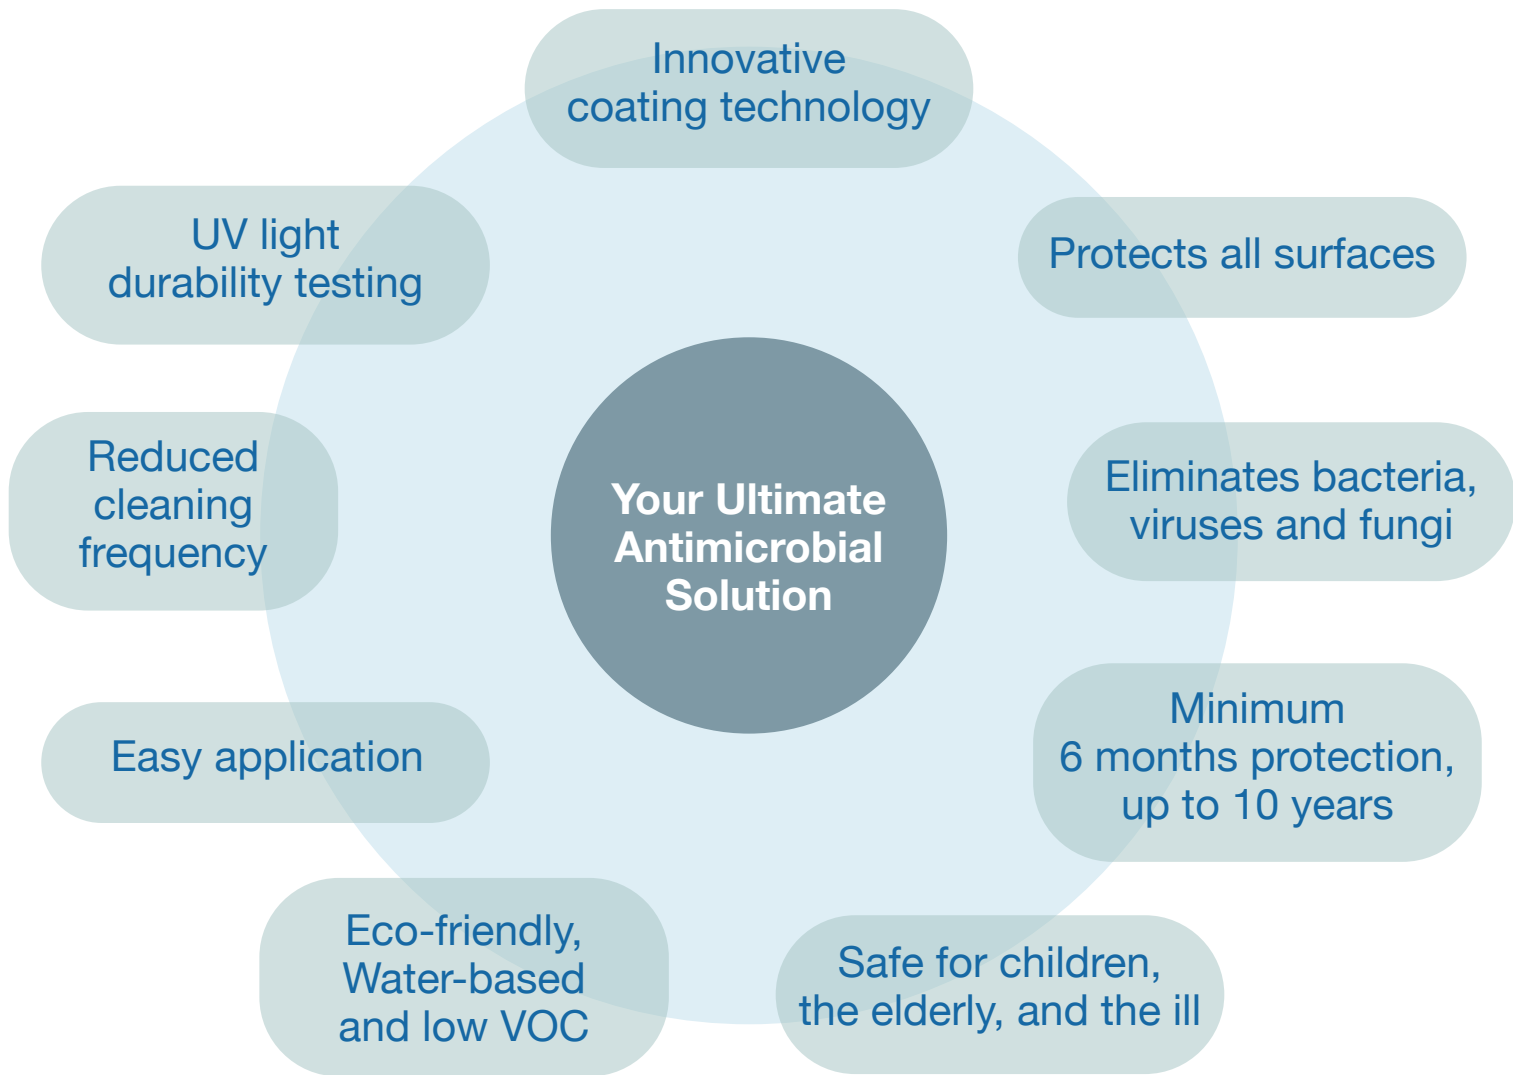 Innovative
coating technology
Protects all surfaces
Eliminates bacteria,
viruses and fungi
Minimum
6 months protection,
up to 10 years
Safe for children,
the elderly, and the ill
Eco-friendly,
Water-based
and low VOC
Easy application
Reduced
cleaning
frequency
UV light
durability testing
Your Ultimate
Antimicrobial
Solution